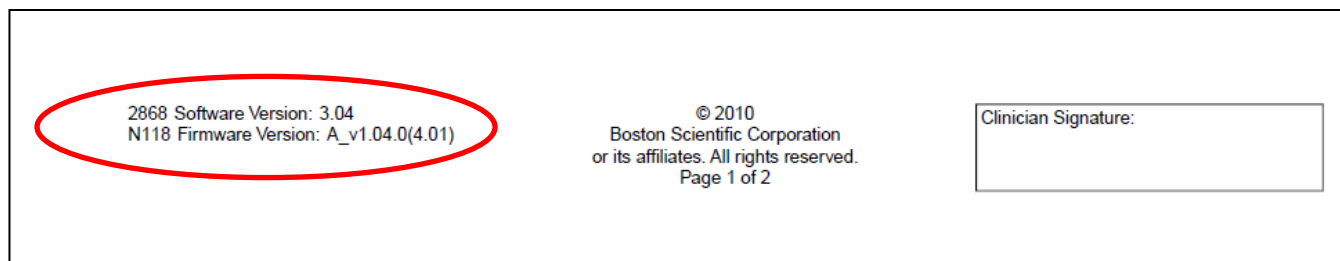 2868 Software Version: 3.04
N118 Firmware Version: A_v1.04.0(4.01)
© 2010
Boston Scientific Corporation
or its affiliates. All rights reserved.
Page 1 of 2
Clinician Signature: